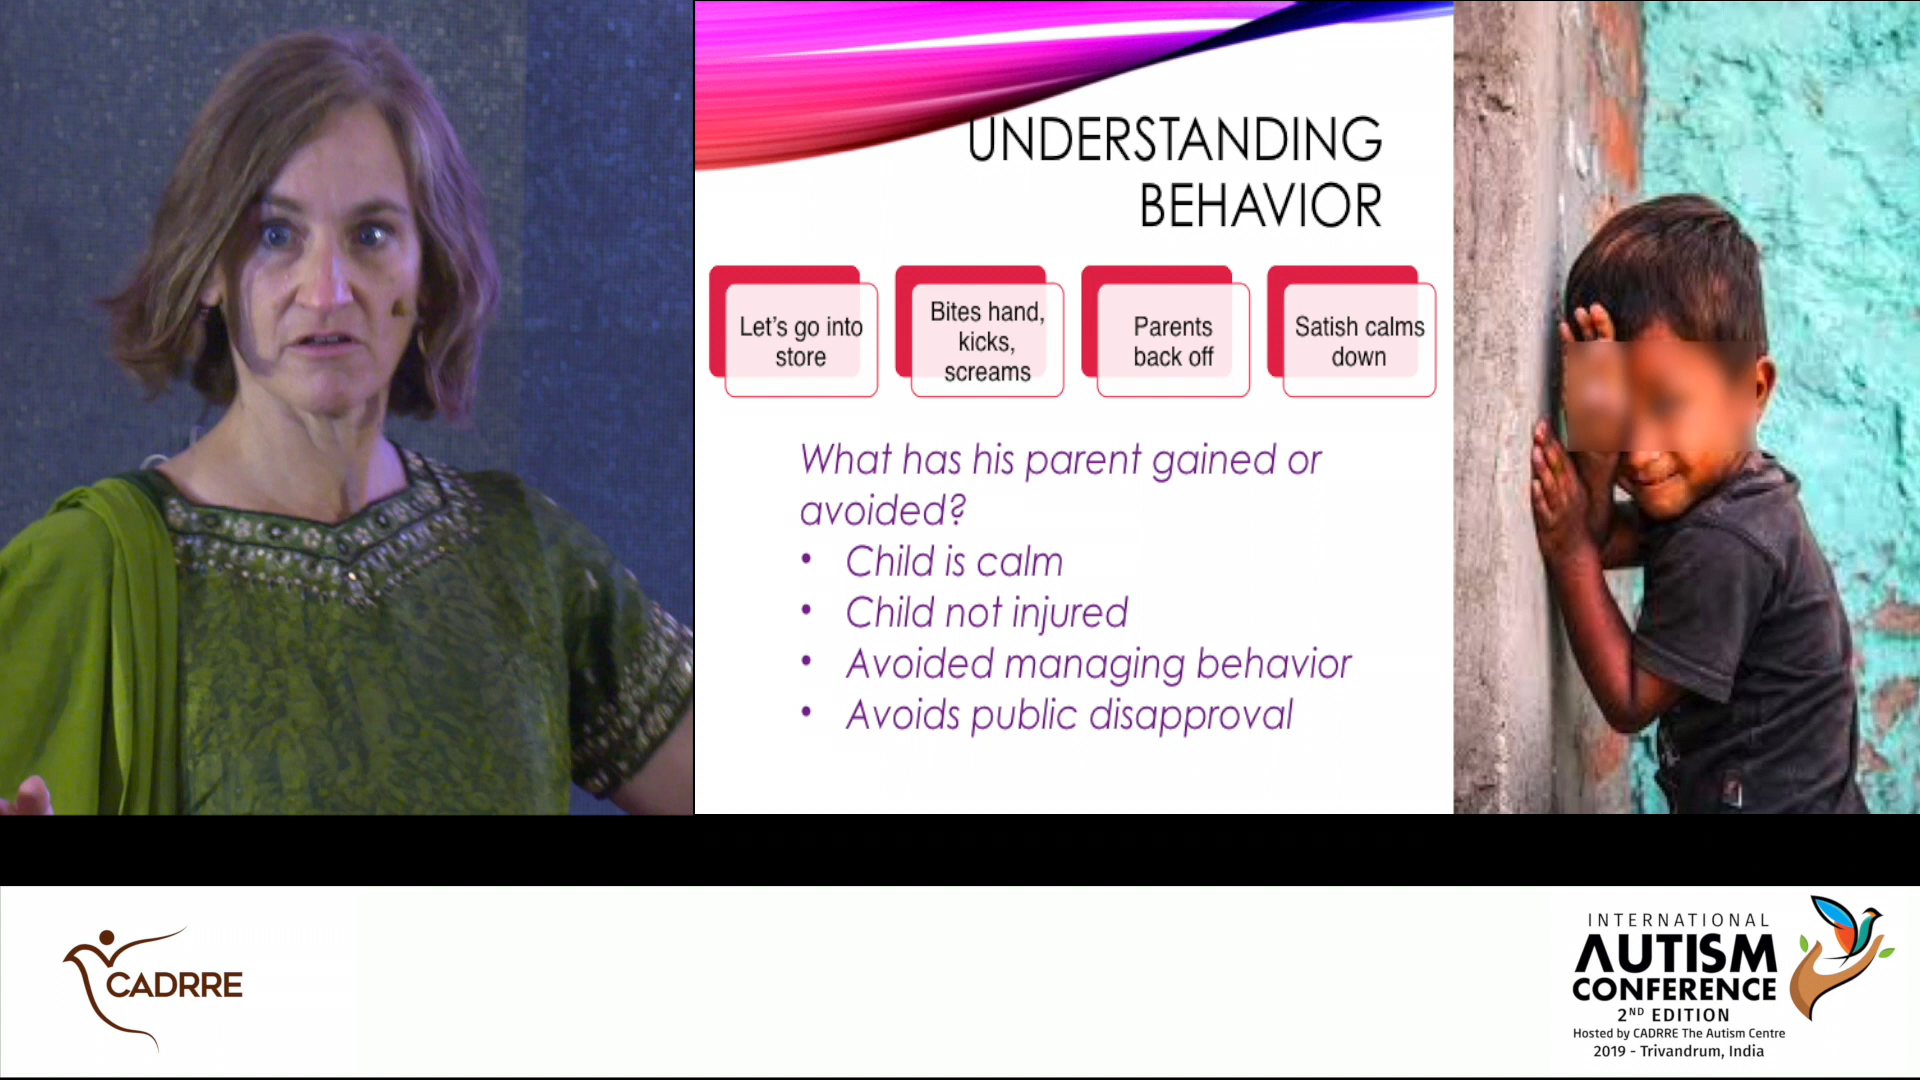 UNDERSTANDING
BEHAVIOR
Let's go into
store
Bites hand,
kicks,
screams
Parents
back off
Satish calms
down
What has his parent gained or
avoided?
• Child is calm
• Child not injured
• Avoided managing behavior
• Avoids public disapproval
CADRRE
INTERNATIONAL
AUTISM
CONFERENCE
2ND EDITION
Hosted by CADRRE The Autism Centre
2019 - Trivandrum, India